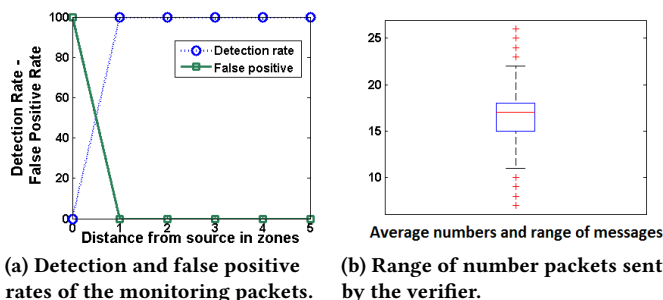 Detection Rate -
False Positive Rate
100
80
60
40
20
0
Detection rate
False positive
0 1 2 3 4 5
Distance from source in zones
(a) Detection and false positive
rates of the monitoring packets.
25
20
15
10
Average numbers and range of messages
(b) Range of number packets sent
by the verifier.